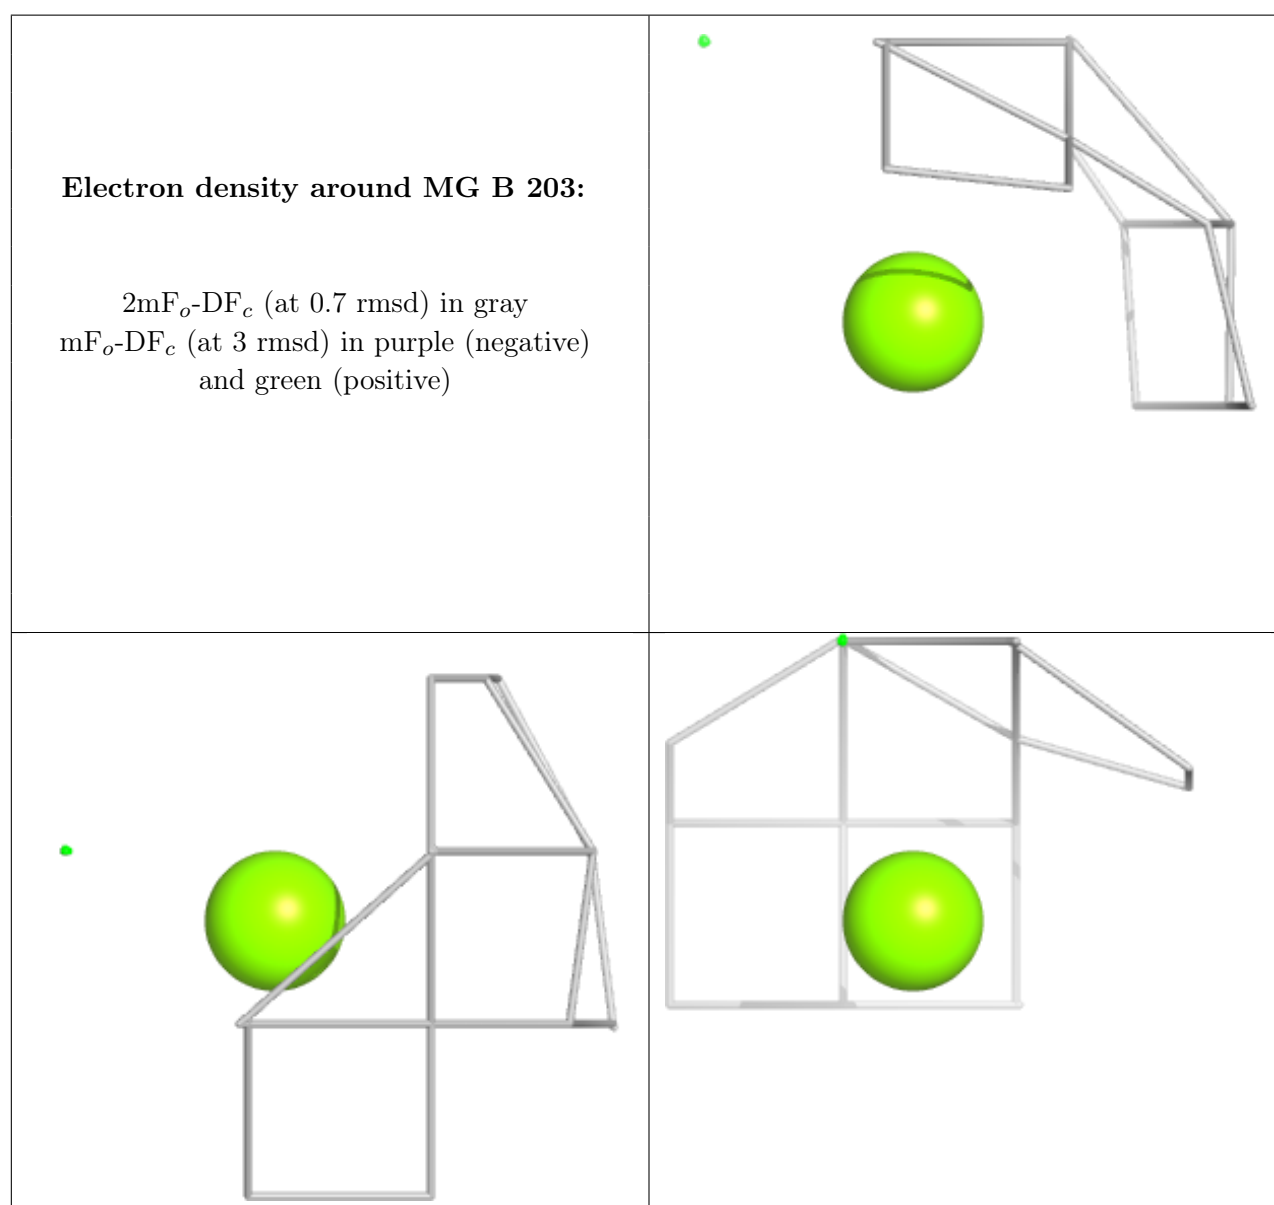 Electron density around MG B 203:
2mFo-DFc (at 0.7 rmsd) in gray
mFo-DFc (at 3 rmsd) in purple (negative)
and green (positive)